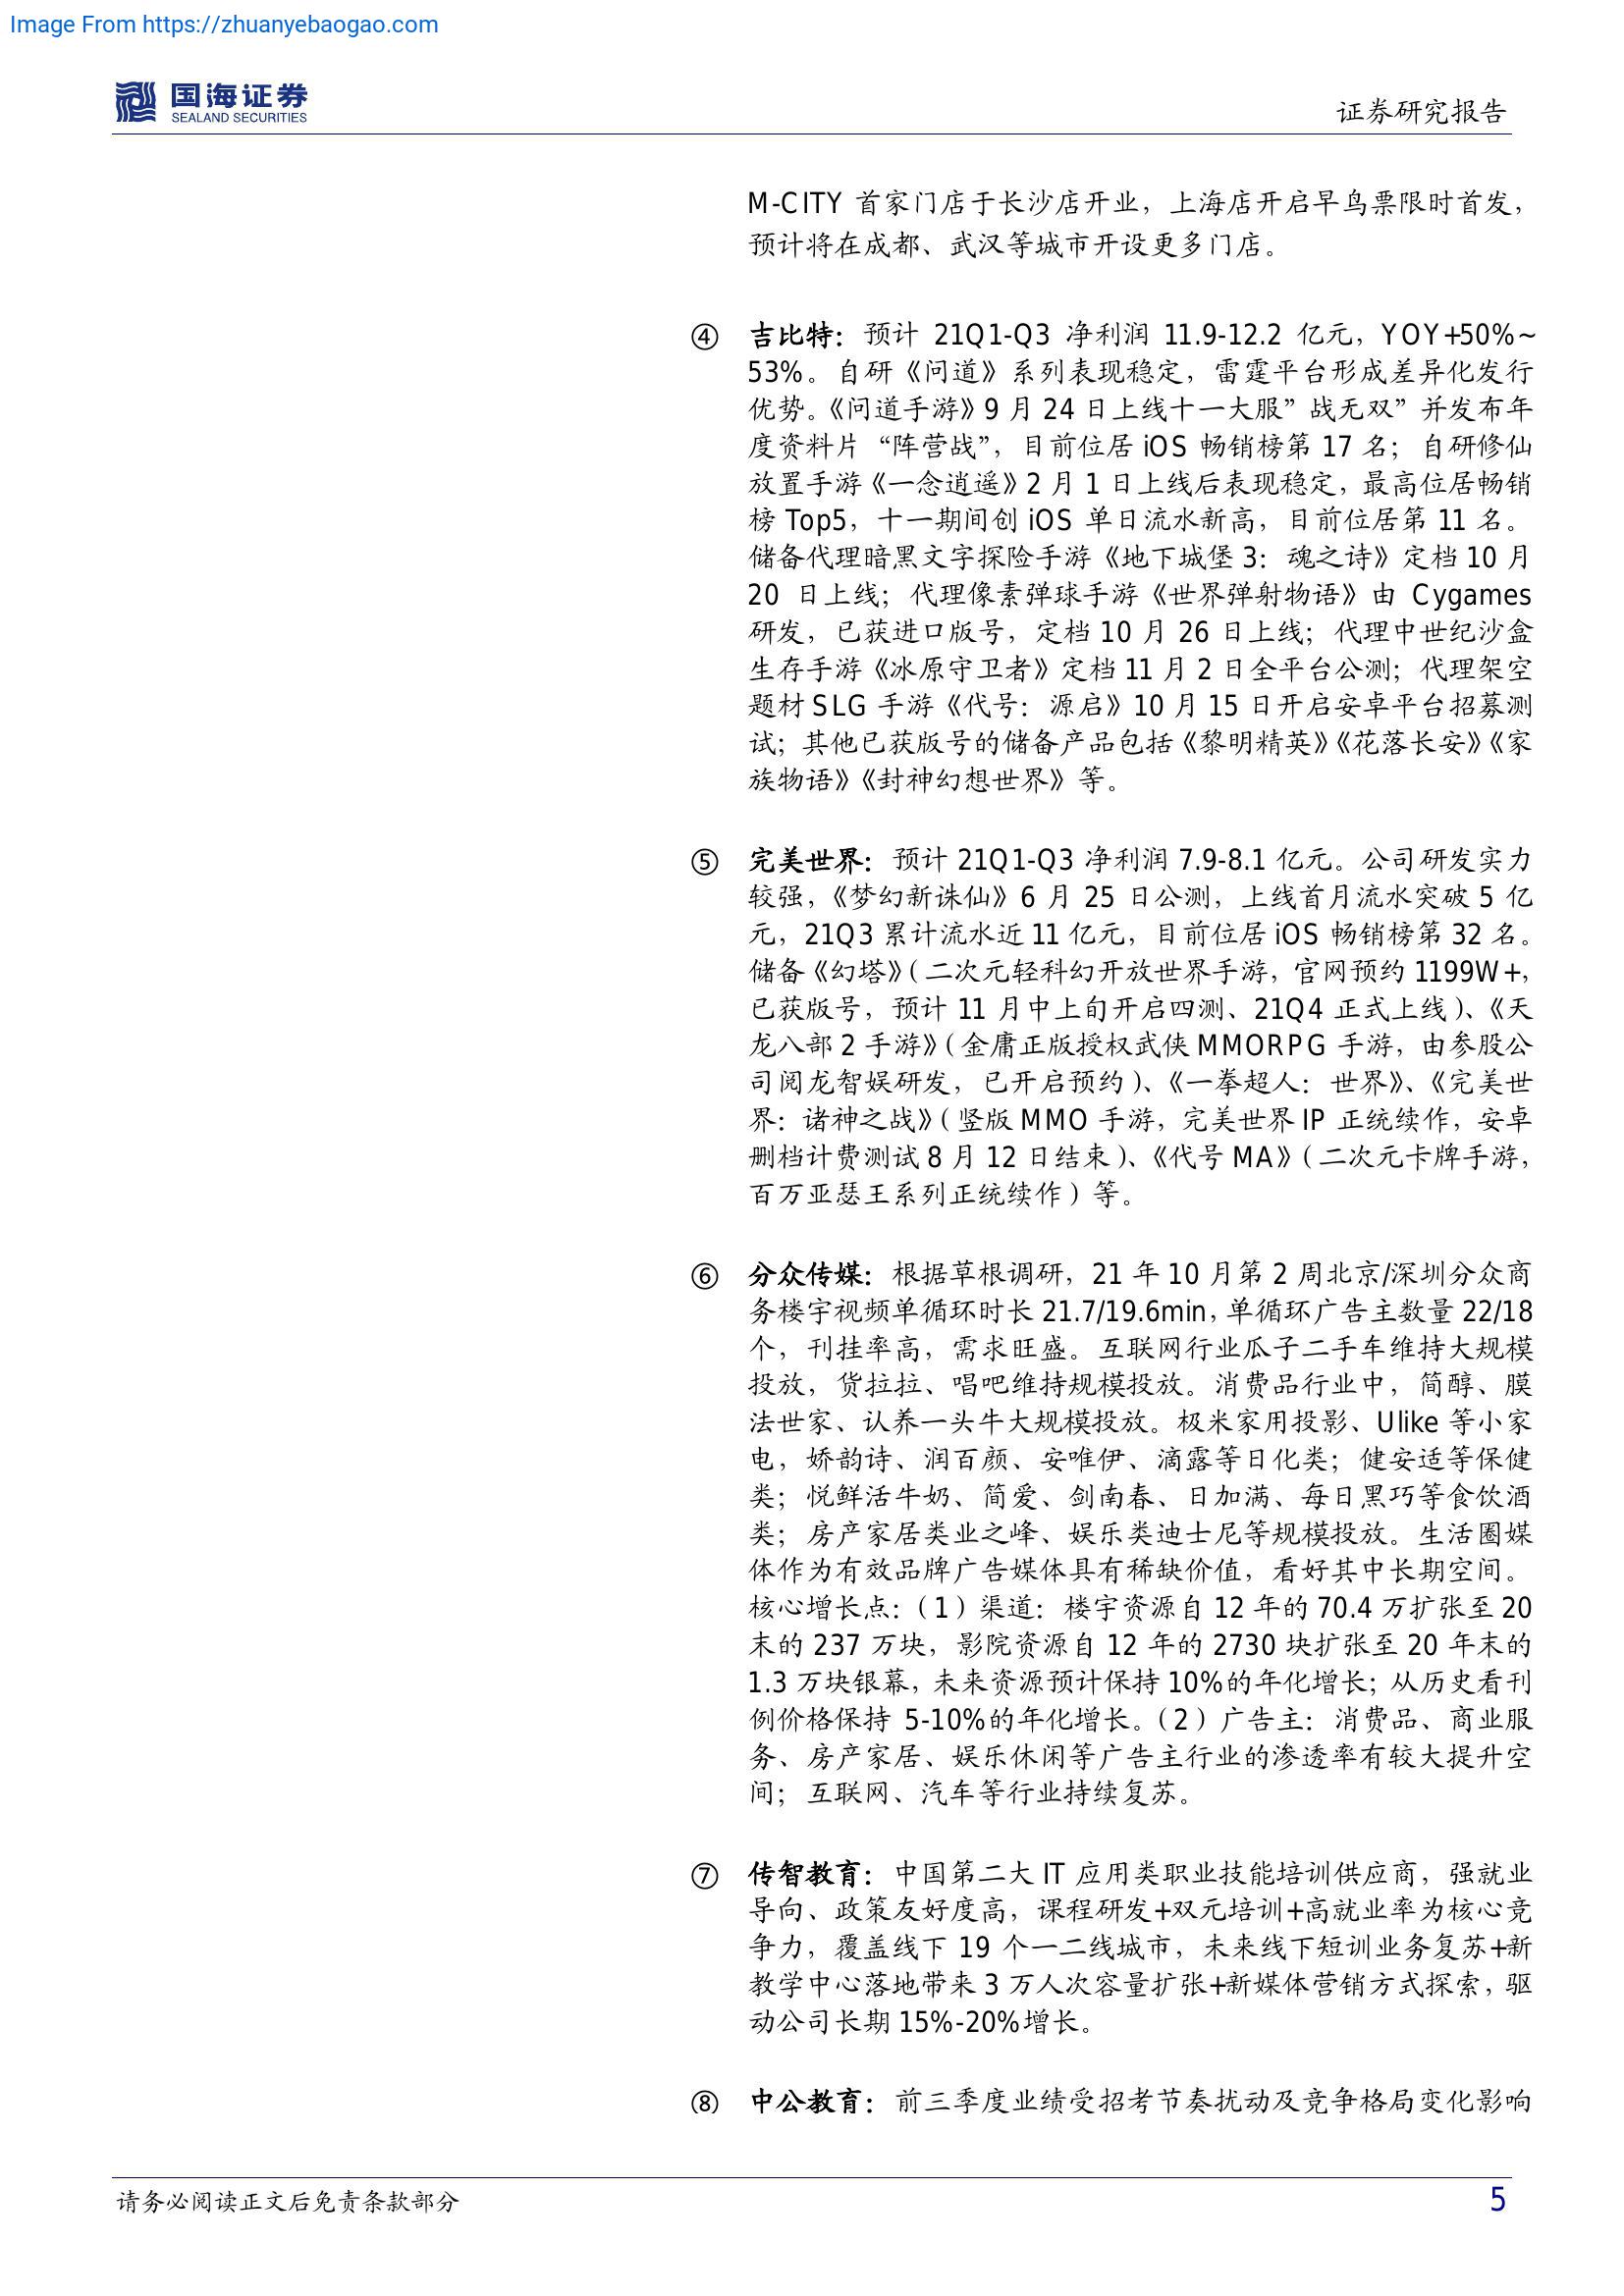 Image From https://zhuanyebaogao.com
国海证券
SEALAND SECURITIES
证券研究报告
M-CITY 首家门店于长沙店开业，上海店开启早鸟票限时首发，
预计将在成都、武汉等城市开设更多门店。
④ 吉比特：预计 21Q1-Q3 净利润 11.9-12.2 亿元，YOY+50%~
53%。自研《问道》系列表现稳定，雷霆平台形成差异化发行
优势。《问道手游》9 月 24 日上线十一大服”战无双”并发布年
度资料片“阵营战”，目前位居 iOS 畅销榜第 17 名；自研修仙
放置手游《一念逍遥》2 月 1 日上线后表现稳定，最高位居畅销
榜 Top5，十一期间创 iOS 单日流水新高，目前位居第 11 名。
储备代理暗黑文字探险手游《地下城堡 3：魂之诗》定档 10 月
20 日上线；代理像素弹球手游《世界弹射物语》由 Cygames
研发，已获进口版号，定档 10 月 26 日上线；代理中世纪沙盒
生存手游《冰原守卫者》定档 11 月 2 日全平台公测；代理架空
题材 SLG 手游《代号：源启》10 月 15 日开启安卓平台招募测
试；其他已获版号的储备产品包括《黎明精英》《花落长安》《家
族物语》《封神幻想世界》等。
⑤ 完美世界：预计 21Q1-Q3 净利润 7.9-8.1 亿元。公司研发实力
较强，《梦幻新诛仙》6 月 25 日公测，上线首月流水突破 5 亿
元，21Q3 累计流水近 11 亿元，目前位居 iOS 畅销榜第 32 名。
储备《幻塔》（二次元轻科幻开放世界手游，官网预约 1199W+，
已获版号，预计 11 月中上旬开启四测、21Q4 正式上线）、《天
龙八部 2 手游》（金庸正版授权武侠 MMORPG 手游，由参股公
司阅龙智娱研发，已开启预约）、《一拳超人：世界》、《完美世
界：诸神之战》（竖版 MMO 手游，完美世界 IP 正统续作，安卓
删档计费测试 8 月 12 日结束）、《代号 MA》（二次元卡牌手游，
百万亚瑟王系列正统续作）等。
⑥ 分众传媒：根据草根调研，21 年 10 月第 2 周北京/深圳分众商
务楼宇视频单循环时长 21.7/19.6min，单循环广告主数量 22/18
个，刊挂率高，需求旺盛。互联网行业瓜子二手车维持大规模
投放，货拉拉、唱吧维持规模投放。消费品行业中，简醇、膜
法世家、认养一头牛大规模投放。极米家用投影、Ulike 等小家
电，娇韵诗、润百颜、安唯伊、滴露等日化类；健安适等保健
类；悦鲜活牛奶、简爱、剑南春、日加满、每日黑巧等食饮酒
类；房产家居类业之峰、娱乐类迪士尼等规模投放。生活圈媒
体作为有效品牌广告媒体具有稀缺价值，看好其中长期空间。
核心增长点：（1）渠道：楼宇资源自 12 年的 70.4 万扩张至 20
末的 237 万块，影院资源自 12 年的 2730 块扩张至 20 年末的
1.3 万块银幕，未来资源预计保持 10%的年化增长；从历史看刊
例价格保持 5-10%的年化增长。（2）广告主：消费品、商业服
务、房产家居、娱乐休闲等广告主行业的渗透率有较大提升空
间；互联网、汽车等行业持续复苏。
⑦ 传智教育：中国第二大 IT 应用类职业技能培训供应商，强就业
导向、政策友好度高，课程研发+双元培训+高就业率为核心竞
争力，覆盖线下 19 个一二线城市，未来线下短训业务复苏+新
教学中心落地带来 3 万人次容量扩张+新媒体营销方式探索，驱
动公司长期 15%-20%增长。
⑧ 中公教育：前三季度业绩受招考节奏扰动及竞争格局变化影响
请务必阅读正文后免责条款部分
5